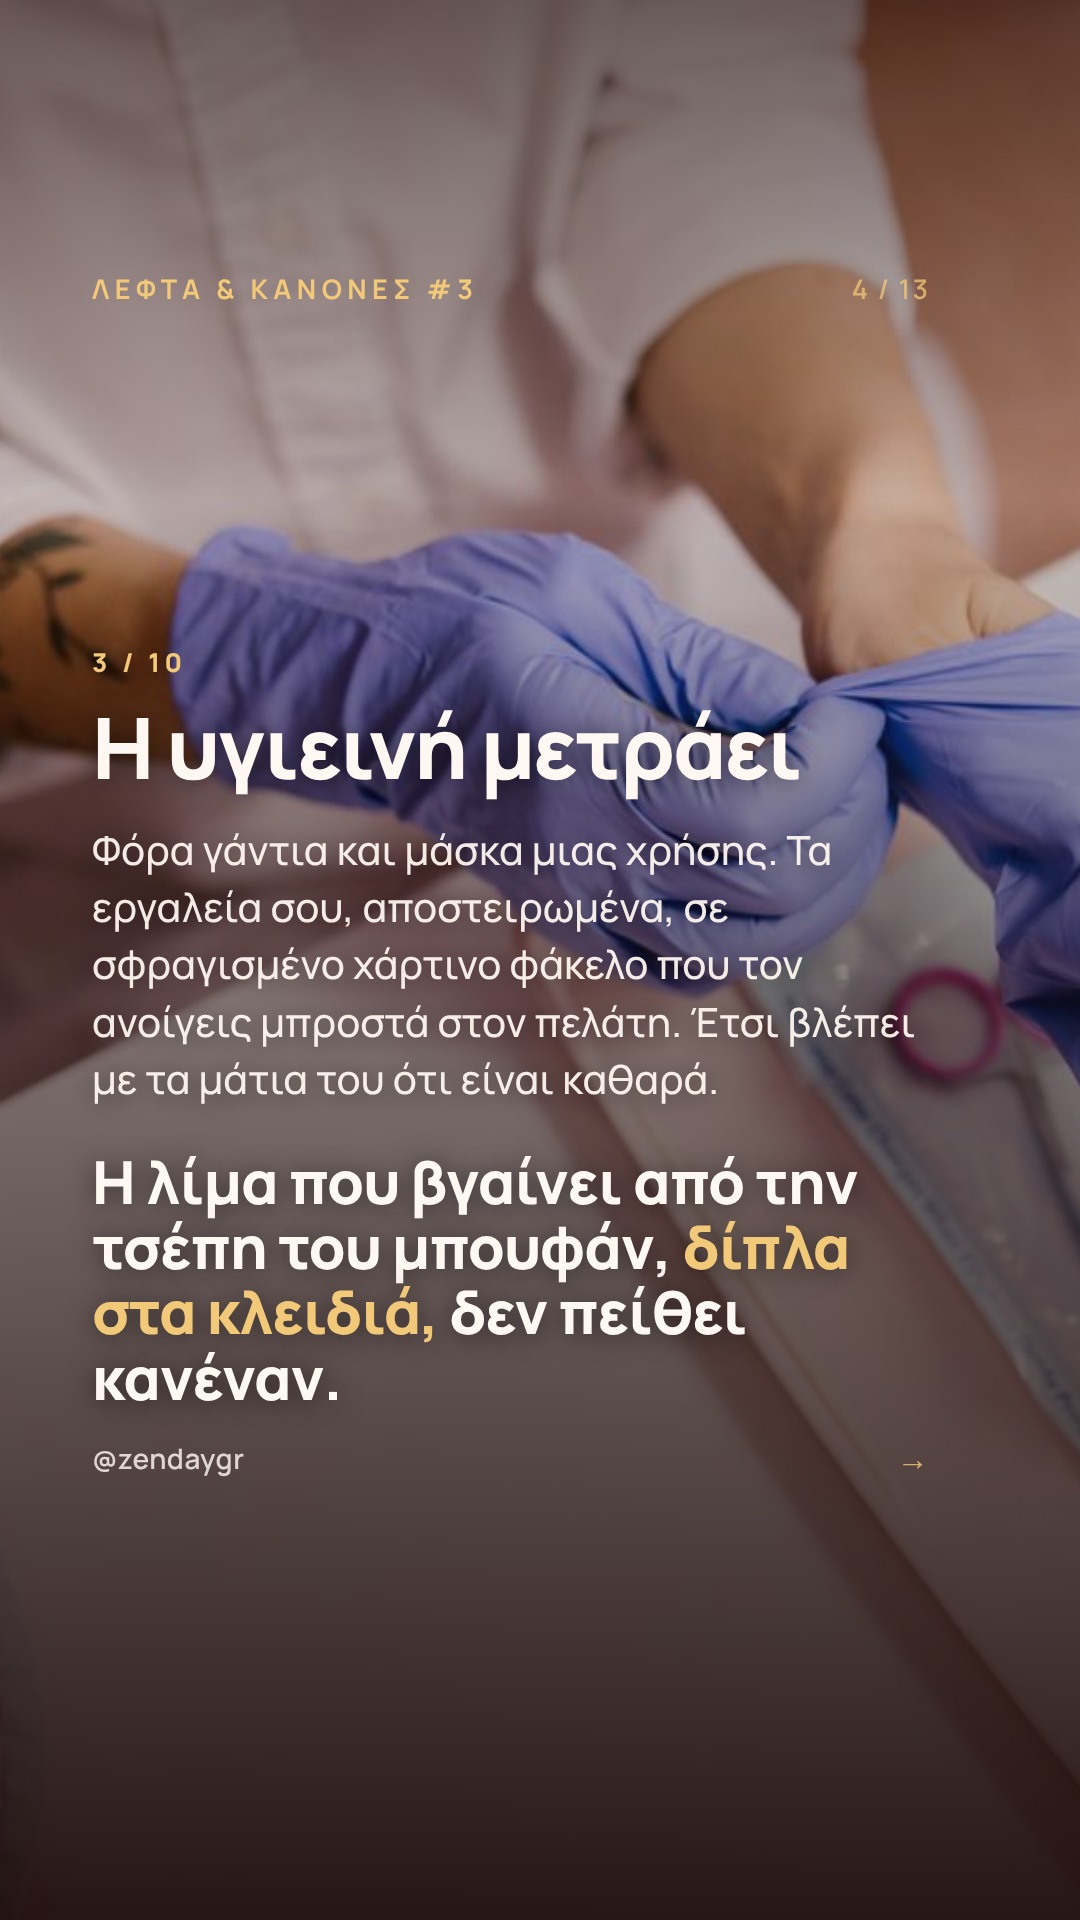 ΛΕΦΤΑ & ΚΑΝΟΝΕΣ #3
4 / 13
3 / 10
Η υγιεινή μετράει
Φόρα γάντια και μάσκα μιας χρήσης. Τα
εργαλεία σου, αποστειρωμένα, σε
σφραγισμένο χάρτινο φάκελο που τον
ανοίγεις μπροστά στον πελάτη. Έτσι βλέπει
με τα μάτια του ότι είναι καθαρά.
Η λίμα που βγαίνει από την
τσέπη του μπουφάν, δίπλα
στα κλειδιά, δεν πείθει
κανέναν.
@zendaygr
→